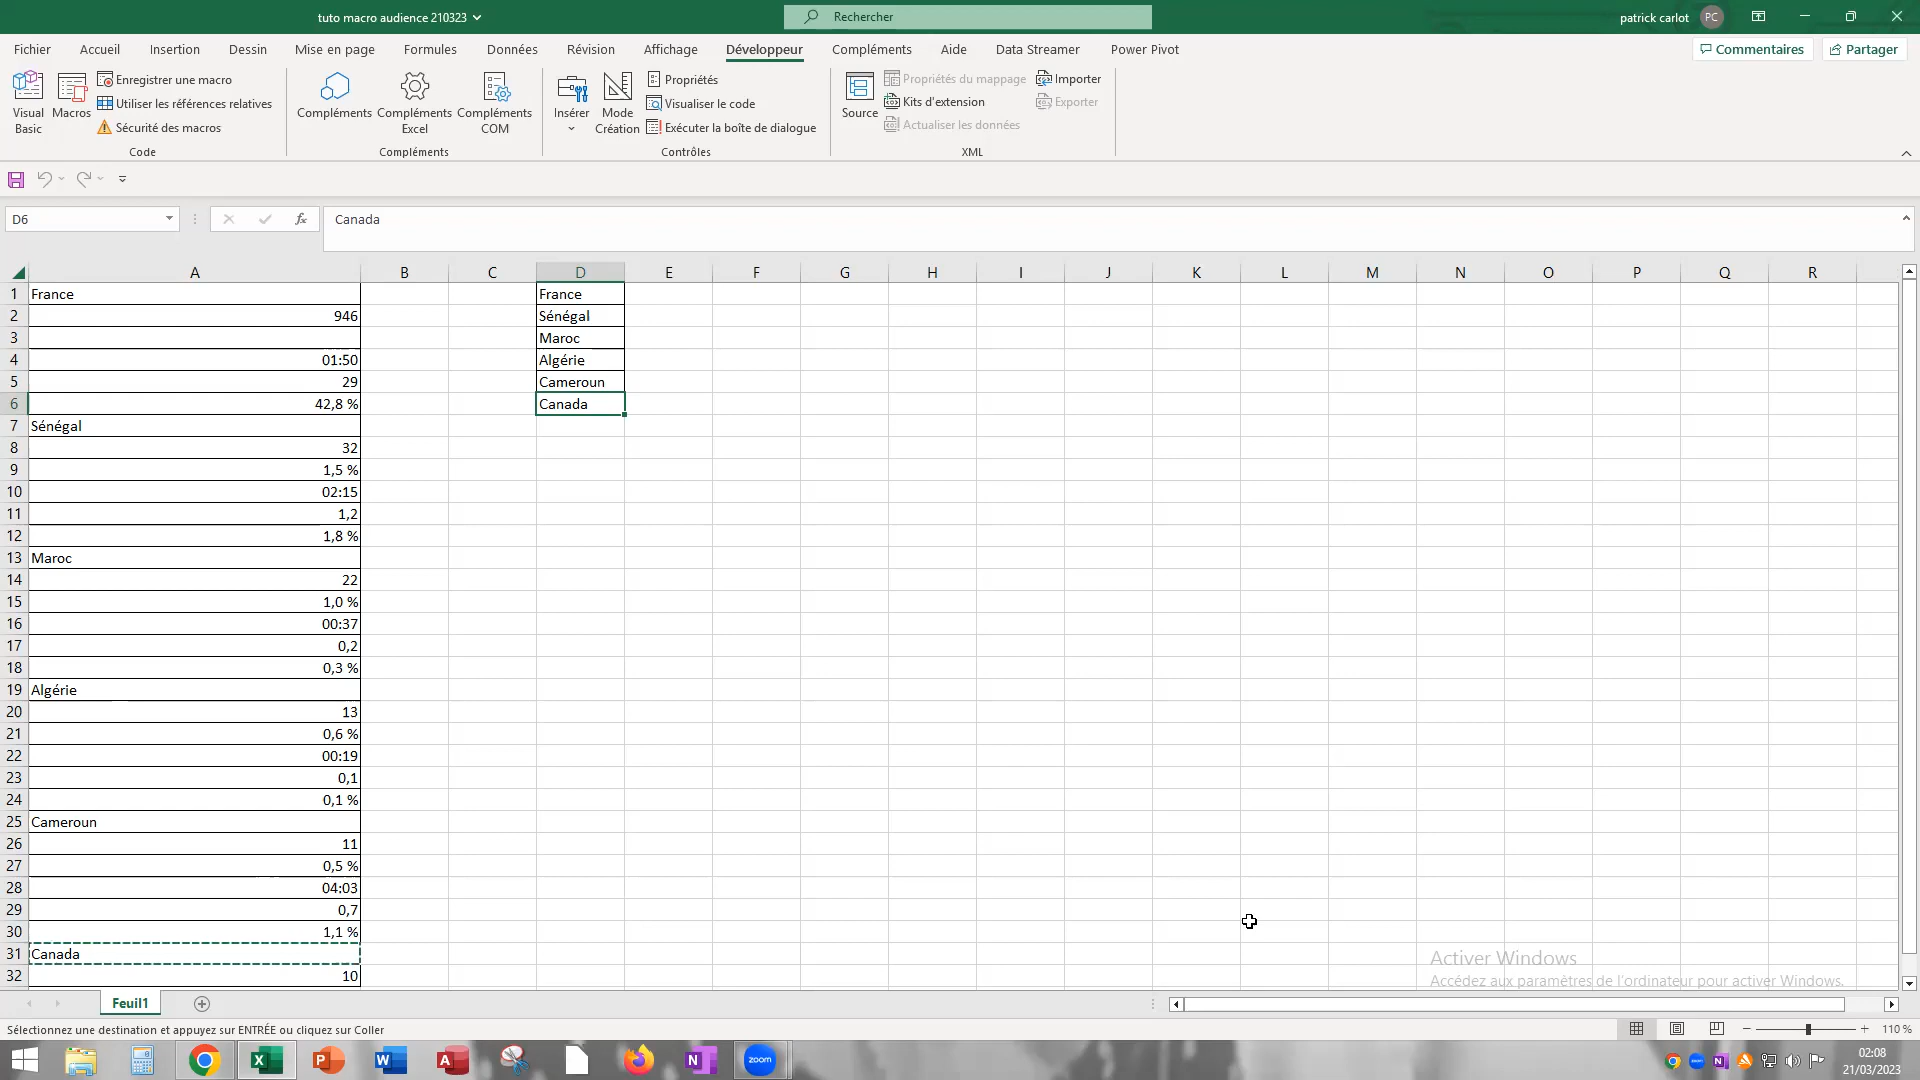 tuto macro audience 210323
Rechercher
patrick carlot
PC
Fichier Accueil Insertion Dessin Mise en page Formules Données Révision Affichage Développeur Compléments Aide Data Streamer Power Pivot
Commentaires
Partager
Visual Basic
Macros
Enregistrer une macro
Utiliser les références relatives
Sécurité des macros
Code
Compléments
Compléments Excel
Compléments COM
Compléments
Insérer
Mode Création
Propriétés
Visualiser le code
Exécuter la boîte de dialogue
Contrôles
Source
Propriétés du mappage
Kits d'extension
Actualiser les données
Importer
Exporter
XML
D6
fx
Canada
A B C D E F G H I J K L M N O P Q R
1 France France
2 946 Sénégal
3 Maroc
4 01:50 Algérie
5 29 Cameroun
6 42,8 % Canada
7 Sénégal
8 32
9 1,5 %
10 02:15
11 1,2
12 1,8 %
13 Maroc
14 22
15 1,0 %
16 00:37
17 0,2
18 0,3 %
19 Algérie
20 13
21 0,6 %
22 00:19
23 0,1
24 0,1 %
25 Cameroun
26 11
27 0,5 %
28 04:03
29 0,7
30 1,1 %
31 Canada
32 10
Activer Windows
Accédez aux paramètres de l'ordinateur pour activer Windows.
Feuil1
Sélectionnez une destination et appuyez sur ENTRÉE ou cliquez sur Coller
110 %
zoom
02:08
21/03/2023